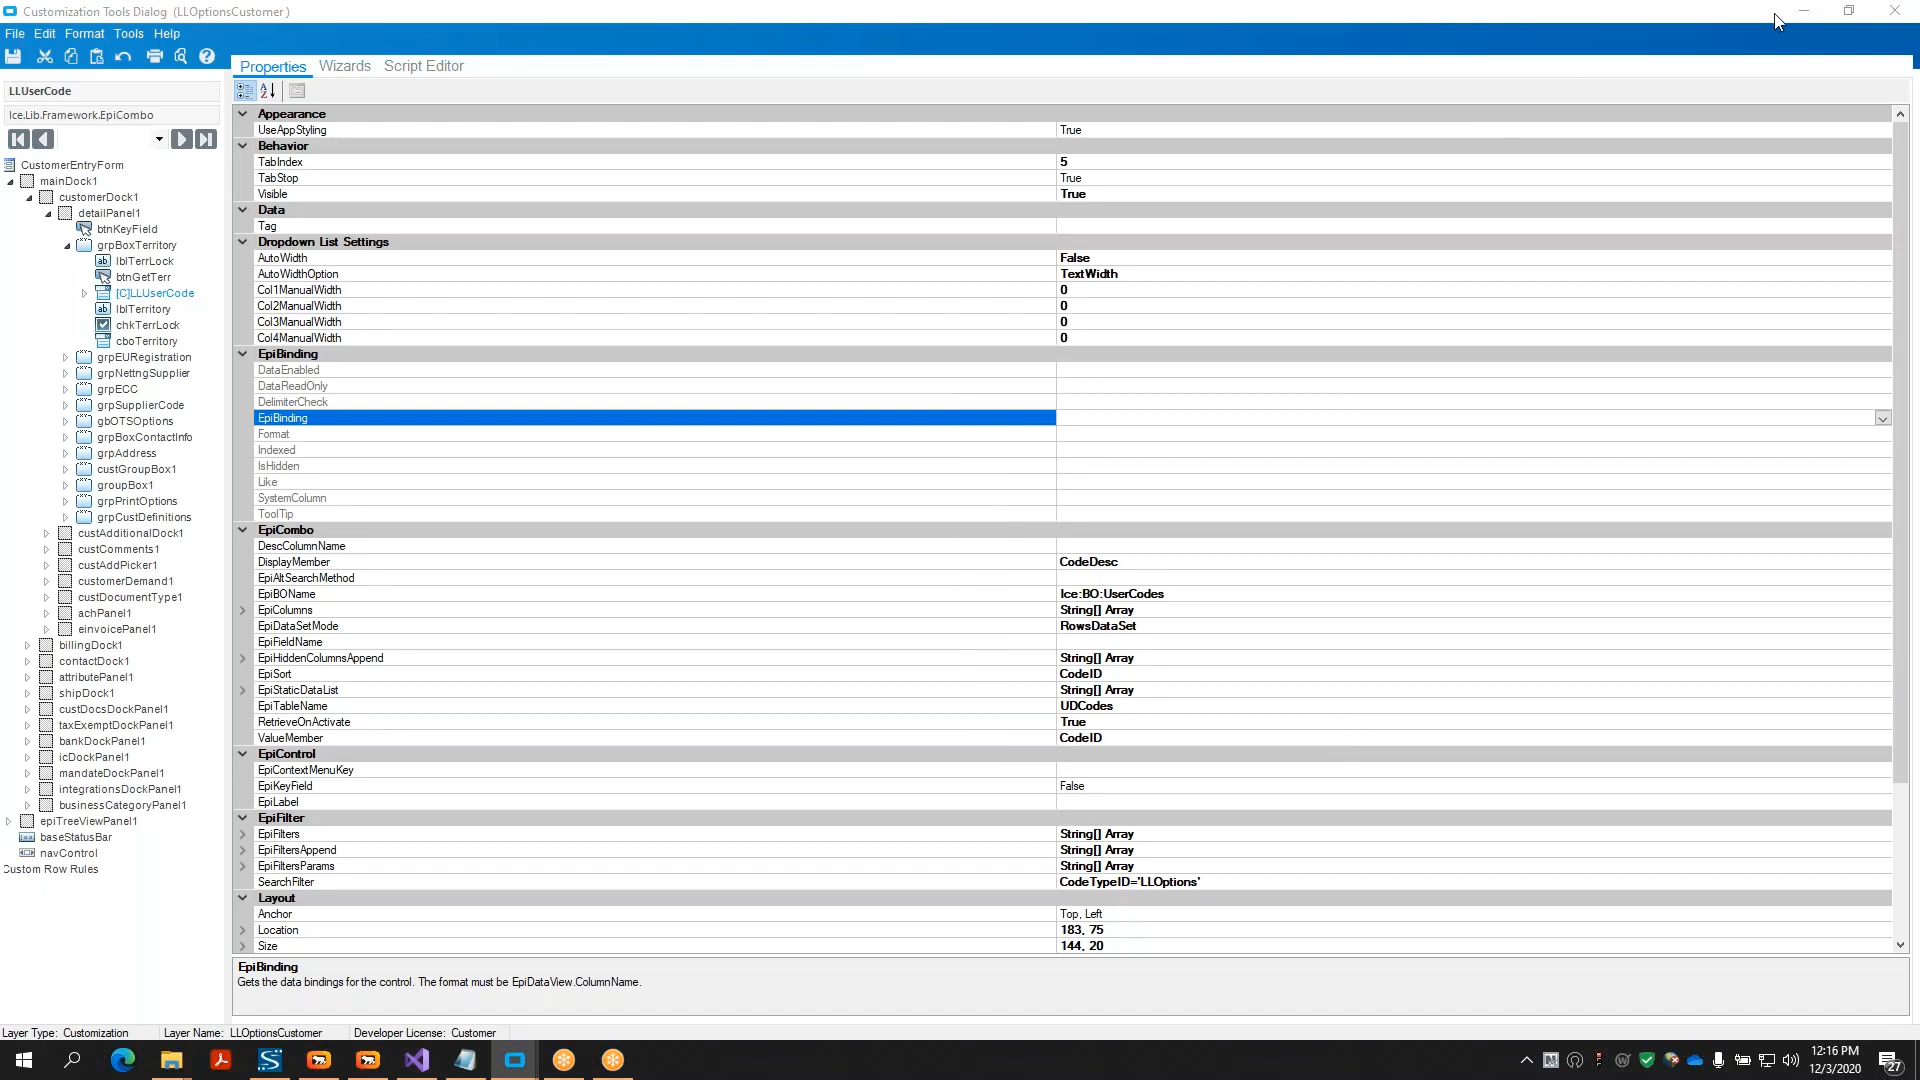 Customization Tools Dialog  (LLOptionsCustomer )
File Edit Format Tools Help
Properties Wizards Script Editor
LLUserCode
Ice.Lib.Framework.EpiCombo
CustomerEntryForm
mainDock1
customerDock1
detailPanel1
btnKeyField
grpBoxTerritory
lblTerrLock
btnGetTerr
[C]LLUserCode
lblTerritory
chkTerrLock
cboTerritory
grpEURegistration
grpNettngSupplier
grpECC
grpSupplierCode
gbOTSOptions
grpBoxContactInfo
grpAddress
custGroupBox1
groupBox1
grpPrintOptions
grpCustDefinitions
custAdditionalDock1
custComments1
custAddPicker1
customerDemand1
custDocumentType1
achPanel1
einvoicePanel1
billingDock1
contactDock1
attributePanel1
shipDock1
custDocsDockPanel1
taxExemptDockPanel1
bankDockPanel1
icDockPanel1
mandateDockPanel1
integrationsDockPanel1
businessCategoryPanel1
epiTreeViewPanel1
baseStatusBar
navControl
Custom Row Rules
Appearance
UseAppStyling True
Behavior
TabIndex 5
TabStop True
Visible True
Data
Tag
Dropdown List Settings
AutoWidth False
AutoWidthOption TextWidth
Col1ManualWidth 0
Col2ManualWidth 0
Col3ManualWidth 0
Col4ManualWidth 0
EpiBinding
DataEnabled
DataReadOnly
DelimiterCheck
EpiBinding
Format
Indexed
IsHidden
Like
SystemColumn
ToolTip
EpiCombo
DescColumnName
DisplayMember CodeDesc
EpiAltSearchMethod
EpiBOName Ice:BO:UserCodes
EpiColumns String[] Array
EpiDataSetMode RowsDataSet
EpiFieldName
EpiHiddenColumnsAppend String[] Array
EpiSort CodeID
EpiStaticDataList String[] Array
EpiTableName UDCodes
RetrieveOnActivate True
ValueMember CodeID
EpiControl
EpiContextMenuKey
EpiKeyField False
EpiLabel
EpiFilter
EpiFilters String[] Array
EpiFiltersAppend String[] Array
EpiFiltersParams String[] Array
SearchFilter CodeTypeID='LLOptions'
Layout
Anchor Top, Left
Location 183, 75
Size 144, 20
EpiBinding
Gets the data bindings for the control. The format must be EpiDataView.ColumnName.
Layer Type: Customization Layer Name: LLOptionsCustomer Developer License: Customer
12:16 PM
12/3/2020
27